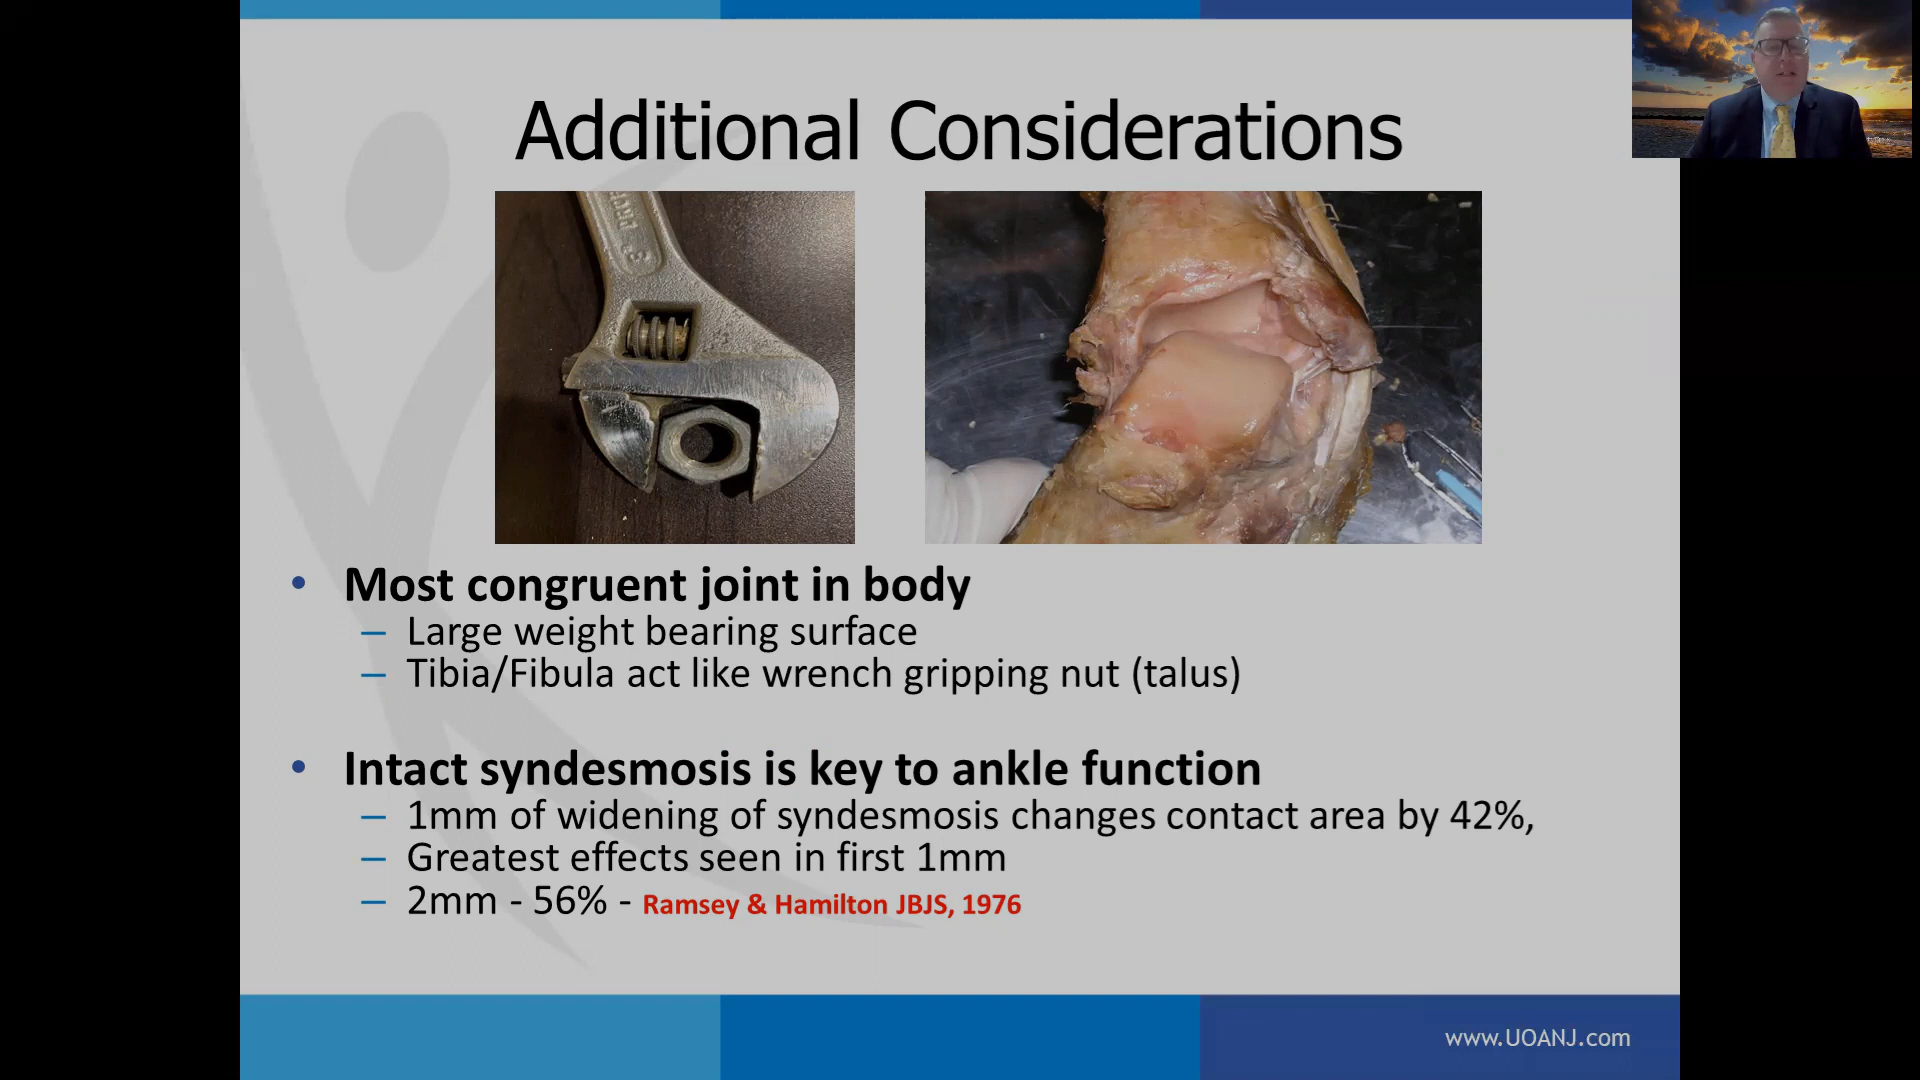 Additional Considerations
• Most congruent joint in body
– Large weight bearing surface
– Tibia/Fibula act like wrench gripping nut (talus)
• Intact syndesmosis is key to ankle function
– 1mm of widening of syndesmosis changes contact area by 42%,
– Greatest effects seen in first 1mm
– 2mm - 56% - Ramsey & Hamilton JBJS, 1976
www.UOANJ.com